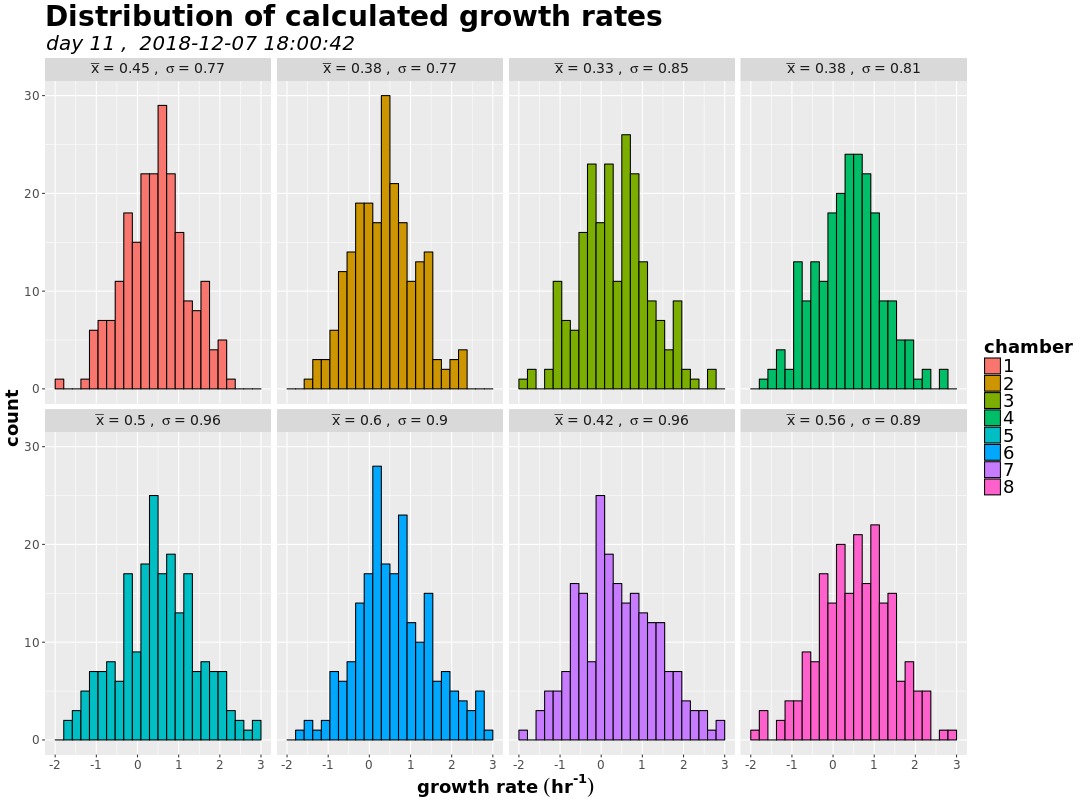 Distribution of calculated growth rates
day 11 ,  2018-12-07 18:00:42
x̅ = 0.45 ,  σ = 0.77
x̅ = 0.38 ,  σ = 0.77
x̅ = 0.33 ,  σ = 0.85
x̅ = 0.38 ,  σ = 0.81
30
20
10
0
x̅ = 0.5 ,  σ = 0.96
x̅ = 0.6 ,  σ = 0.9
x̅ = 0.42 ,  σ = 0.96
x̅ = 0.56 ,  σ = 0.89
30
20
10
0
-2 -1 0 1 2 3
-2 -1 0 1 2 3
-2 -1 0 1 2 3
-2 -1 0 1 2 3
growth rate (hr⁻¹)
count
chamber
1
2
3
4
5
6
7
8